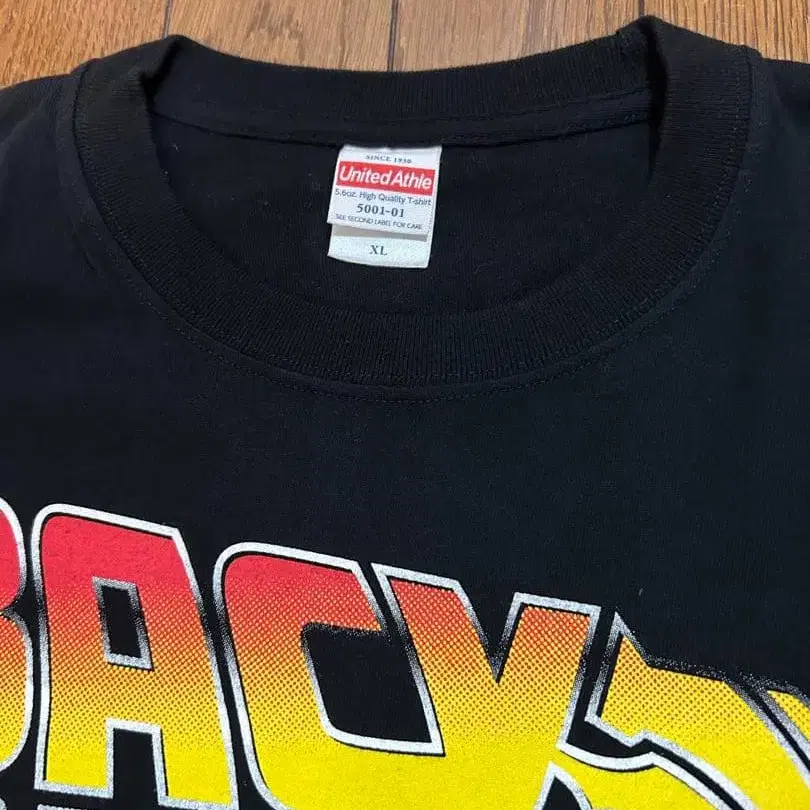 SINCE 1950
United Athle
5.6oz. High Quality T-shirt
5001-01
SEE SECOND LABEL FOR CARE
XL
BACK